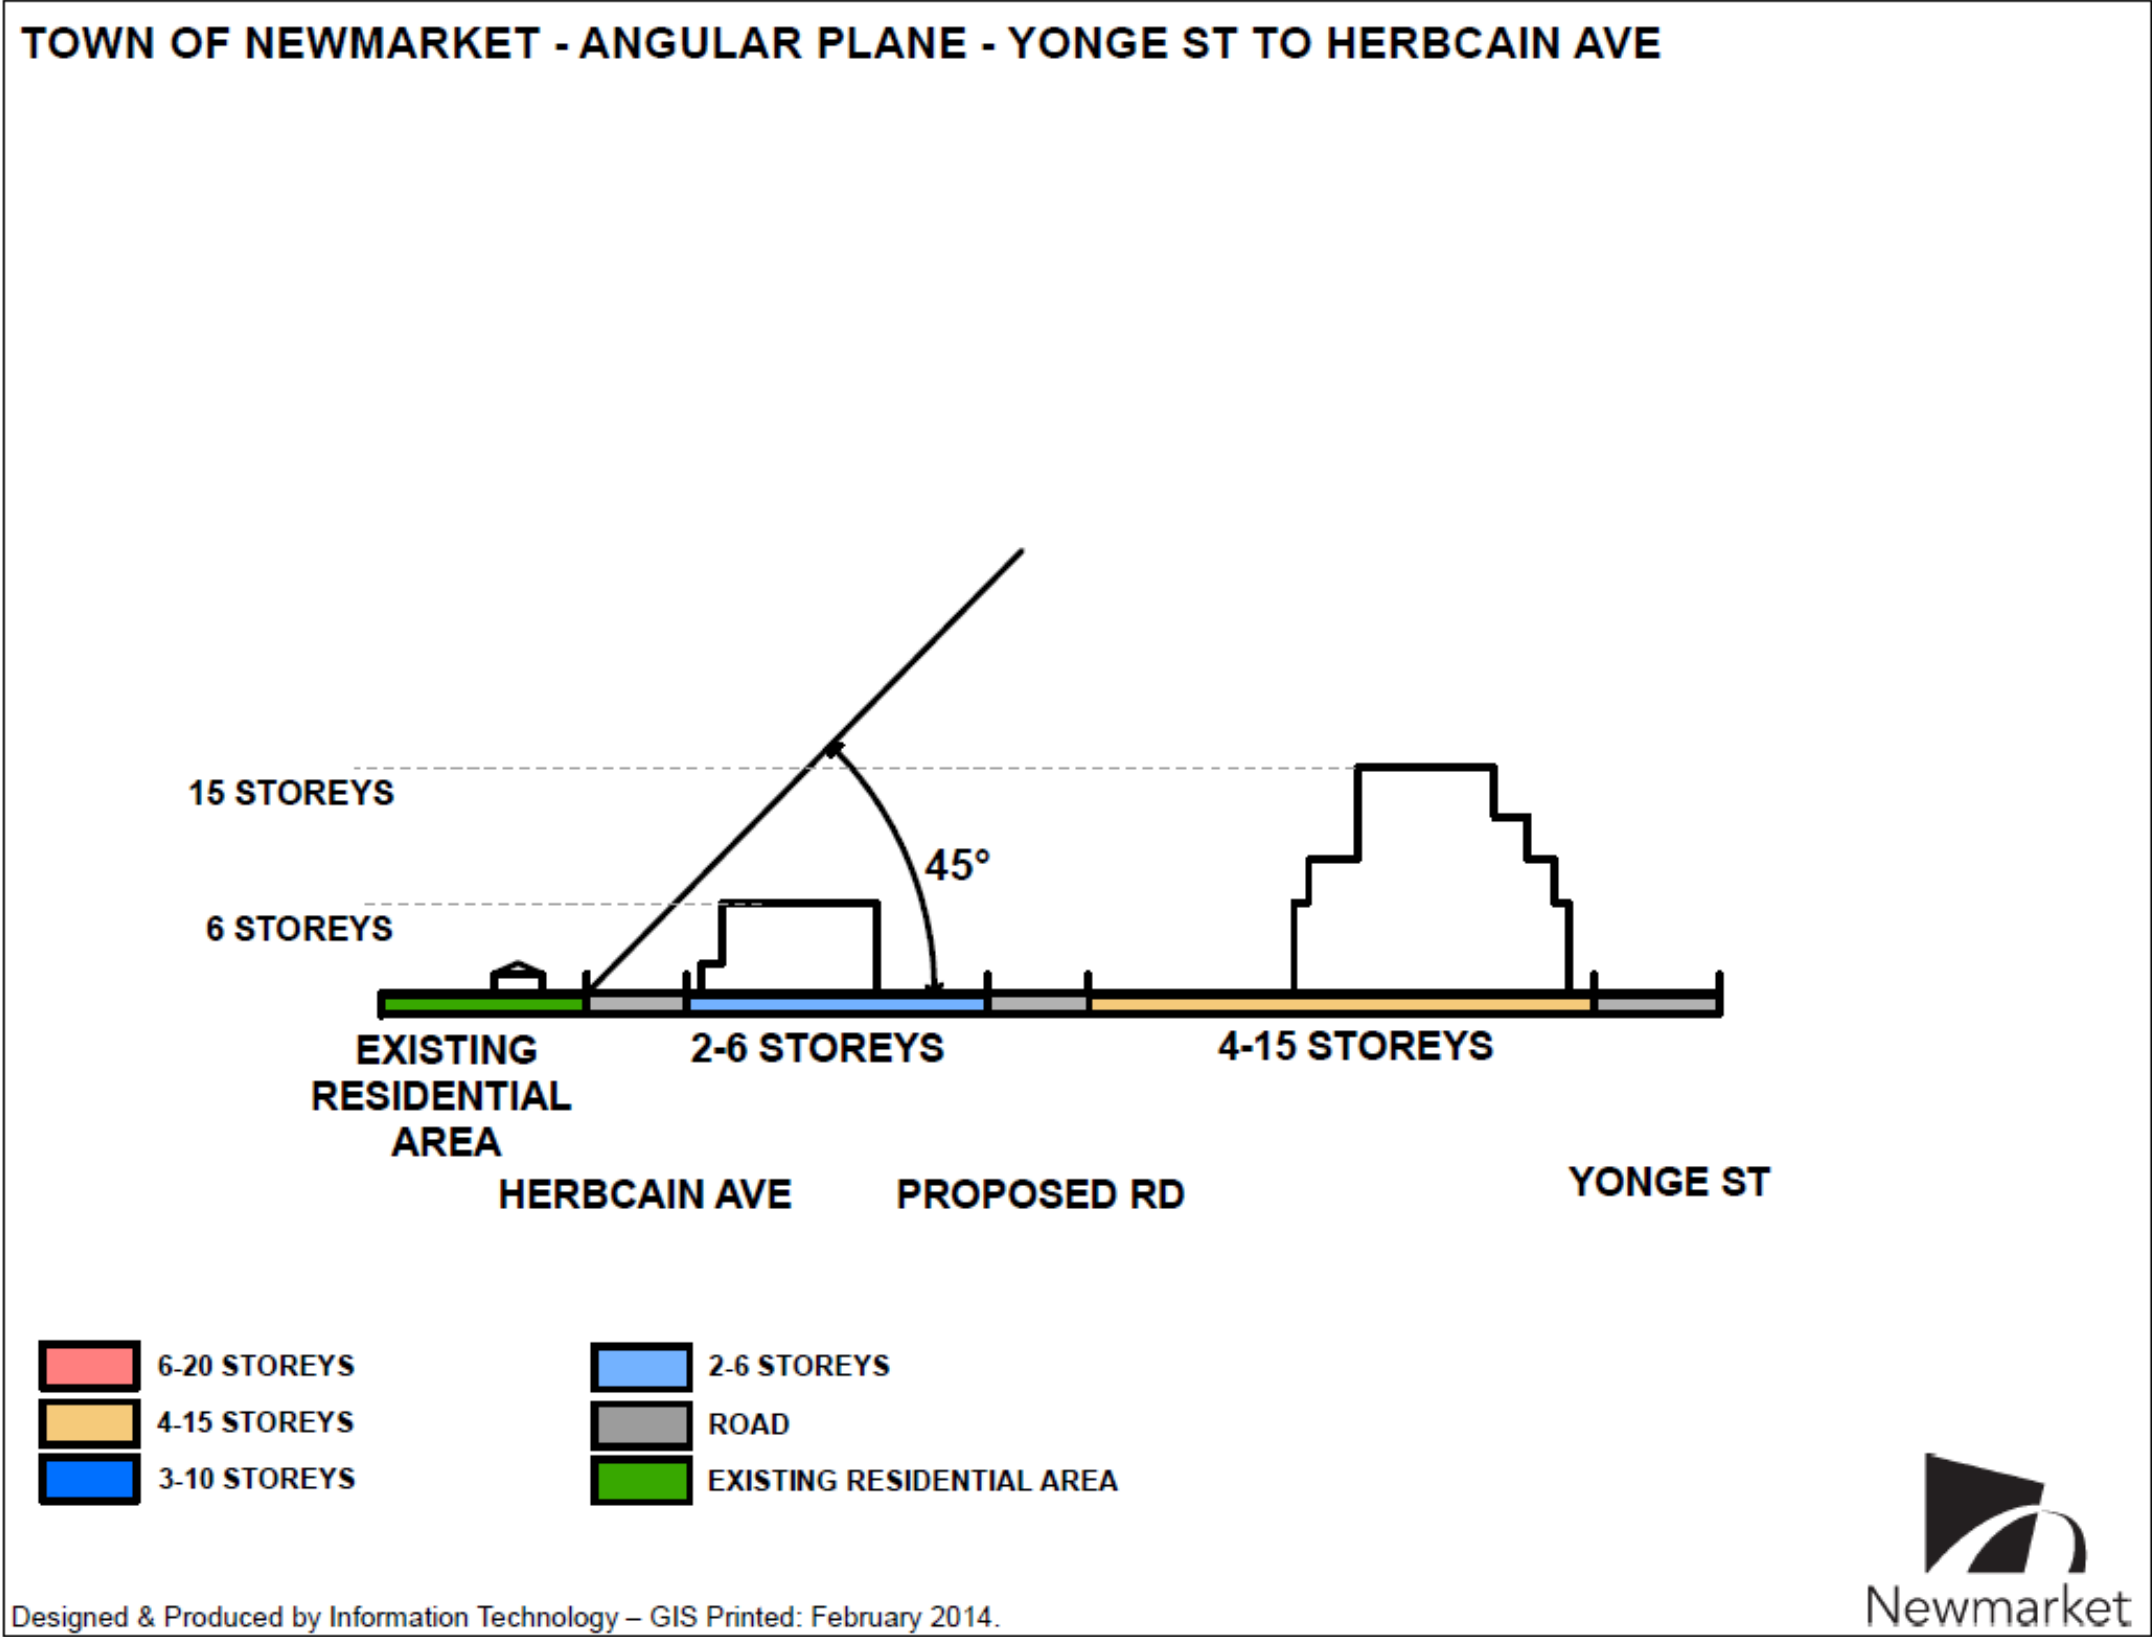 TOWN OF NEWMARKET - ANGULAR PLANE - YONGE ST TO HERBCAIN AVE
15 STOREYS
45°
6 STOREYS
EXISTING
RESIDENTIAL
AREA
2-6 STOREYS
4-15 STOREYS
HERBCAIN AVE
PROPOSED RD
YONGE ST
6-20 STOREYS
4-15 STOREYS
3-10 STOREYS
2-6 STOREYS
ROAD
EXISTING RESIDENTIAL AREA
Newmarket
Designed & Produced by Information Technology – GIS Printed: February 2014.